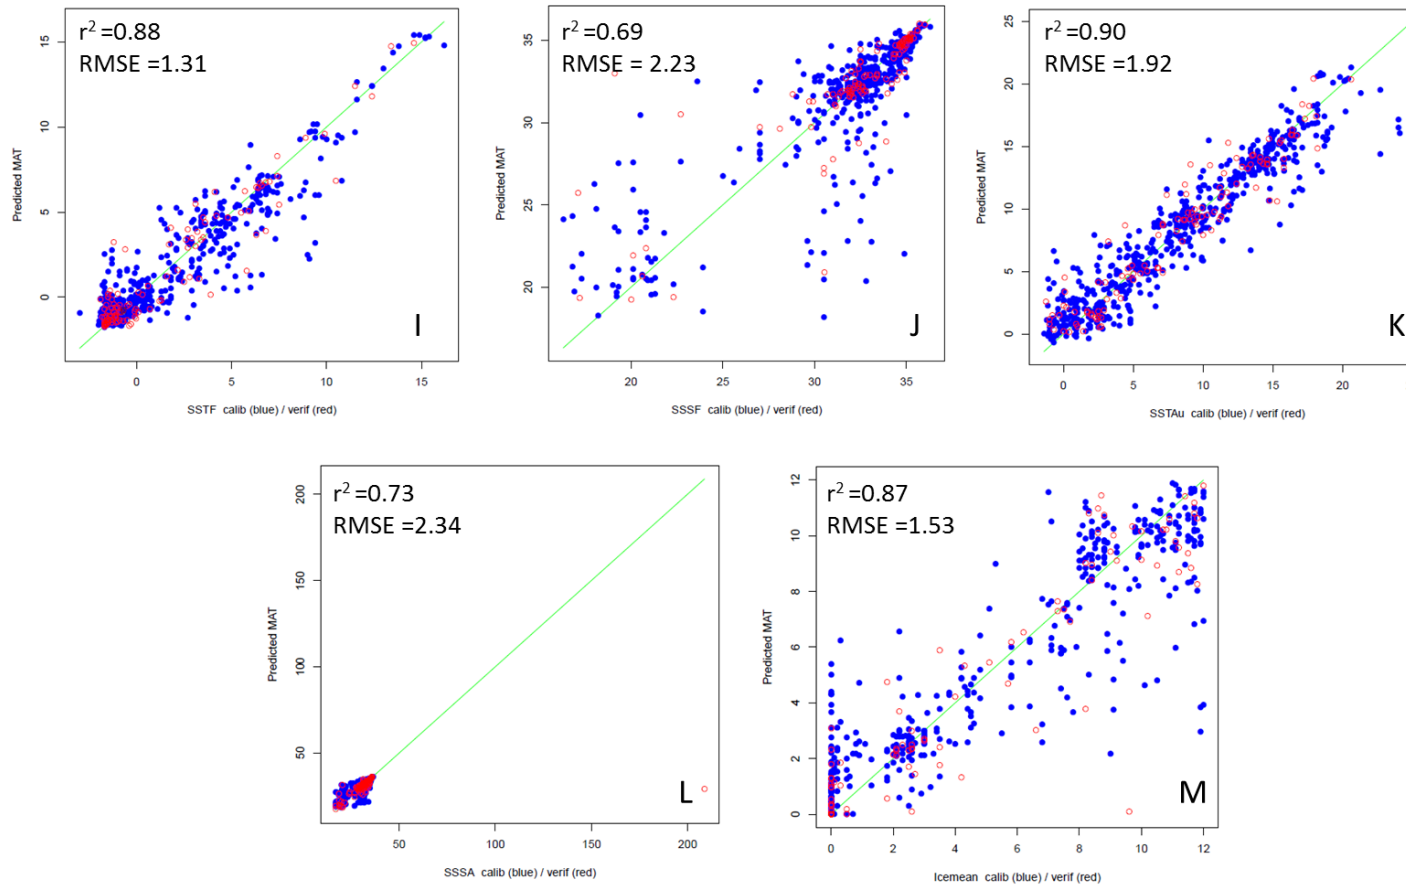 r2 =0.88
RMSE =1.31
15
10
5
0
Predicted MAT
I
0 5 10 15
SSTF calib (blue) / verif (red)
r2 =0.69
RMSE = 2.23
35
30
25
20
Predicted MAT
J
20 25 30 35
SSSF calib (blue) / verif (red)
r2 =0.90
RMSE =1.92
25
20
15
10
5
0
Predicted MAT
K
0 5 10 15 20
SSTAu calib (blue) / verif (red)
r2 =0.73
RMSE =2.34
200
150
100
50
Predicted MAT
L
50 100 150 200
SSSA calib (blue) / verif (red)
r2 =0.87
RMSE =1.53
12
10
8
6
4
2
0
Predicted MAT
M
0 2 4 6 8 10 12
Icemean calib (blue) / verif (red)